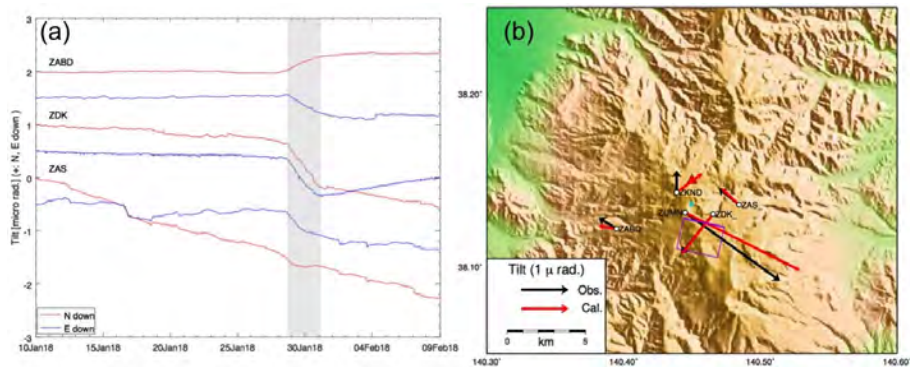 (a)
3
2
1
0
-1
-2
-3
Tilt [micro rad.] (+: N, E down)
ZABD
ZDK
ZAS
N down
E down
10Jan18 15Jan18 20Jan18 25Jan18 30Jan18 04Feb18 09Feb18
(b)
38.20°
38.10°
ZKND
ZAS
ZDK
ZABD
Tilt (1 μ rad.)
Obs.
Cal.
0 5
km
140.30° 140.40° 140.50° 140.60°